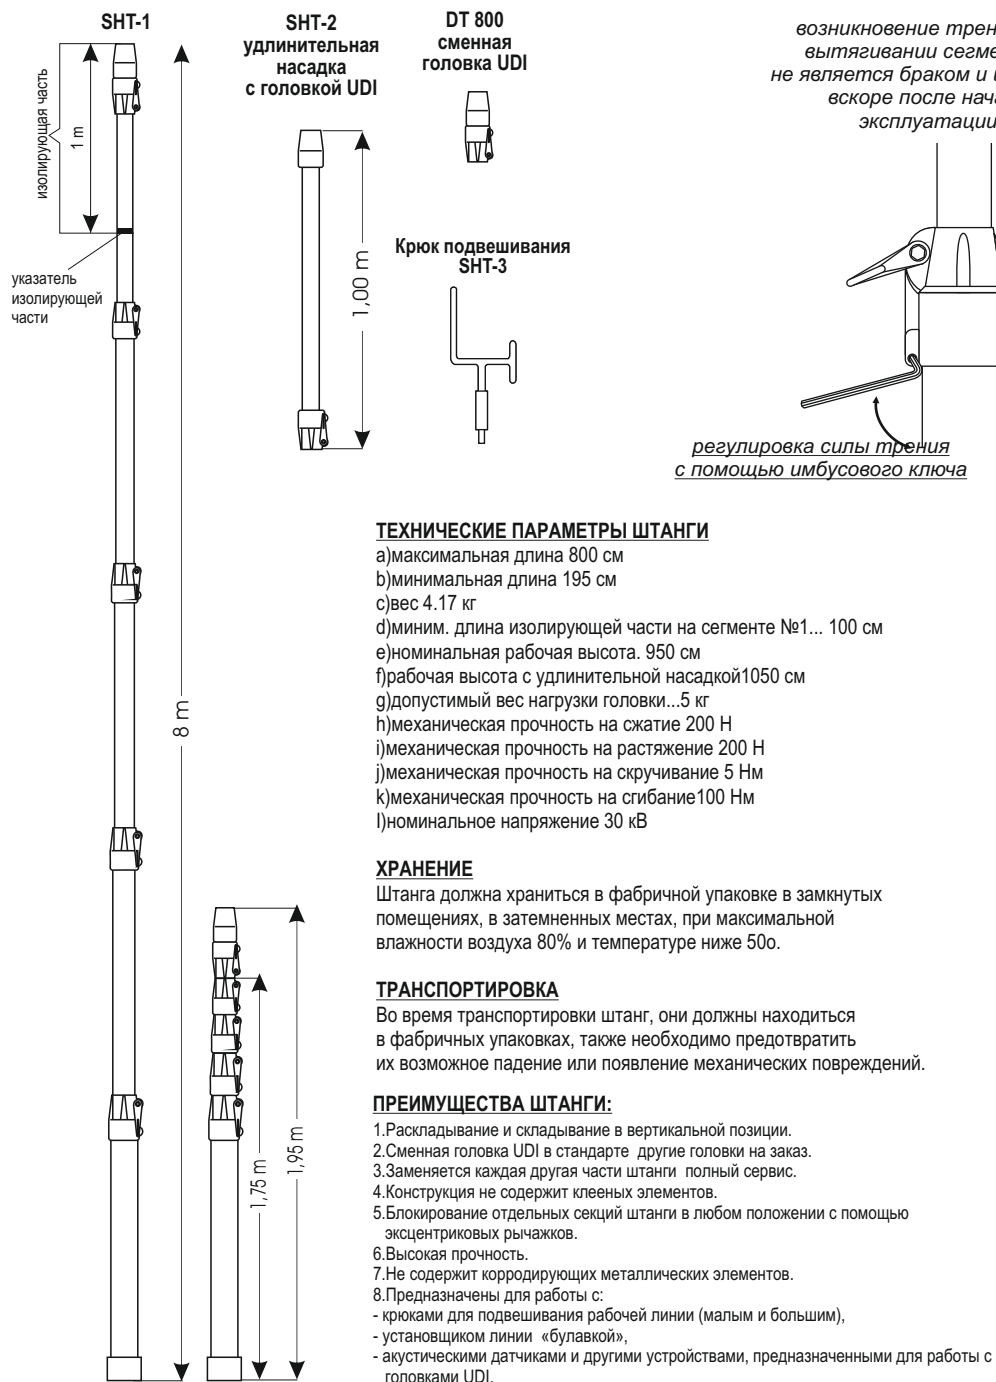 SHT-1
изолирующая часть
1 m
указатель
изолирующей
части
8 m
SHT-2
удлинительная
насадка
с головкой UDI
1,00 m
DT 800
сменная
головка UDI
Крюк подвешивания
SHT-3
возникновение трен
вытягивании сегме
не является браком и
вскоре после нача
эксплуатации
регулировка силы трения
с помощью имбусового ключа
1,75 m
1,95 m
ТЕХНИЧЕСКИЕ ПАРАМЕТРЫ ШТАНГИ
a)максимальная длина 800 см
b)минимальная длина 195 см
c)вес 4.17 кг
d)миним. длина изолирующей части на сегменте №1... 100 см
e)номинальная рабочая высота. 950 см
f)рабочая высота с удлинительной насадкой1050 см
g)допустимый вес нагрузки головки...5 кг
h)механическая прочность на сжатие 200 Н
i)механическая прочность на растяжение 200 Н
j)механическая прочность на скручивание 5 Нм
k)механическая прочность на сгибание100 Нм
l)номинальное напряжение 30 кВ
ХРАНЕНИЕ
Штанга должна храниться в фабричной упаковке в замкнутых
помещениях, в затемненных местах, при максимальной
влажности воздуха 80% и температуре ниже 50о.
ТРАНСПОРТИРОВКА
Во время транспортировки штанг, они должны находиться
в фабричных упаковках, также необходимо предотвратить
их возможное падение или появление механических повреждений.
ПРЕИМУЩЕСТВА ШТАНГИ:
1.Раскладывание и складывание в вертикальной позиции.
2.Сменная головка UDI в стандарте другие головки на заказ.
3.Заменяется каждая другая части штанги полный сервис.
4.Конструкция не содержит клееных элементов.
5.Блокирование отдельных секций штанги в любом положении с помощью
эксцентриковых рычажков.
6.Высокая прочность.
7.Не содержит корродирующих металлических элементов.
8.Предназначены для работы с:
- крюками для подвешивания рабочей линии (малым и большим),
- установщиком линии «булавкой»,
- акустическими датчиками и другими устройствами, предназначенными для работы с
головками UDI.